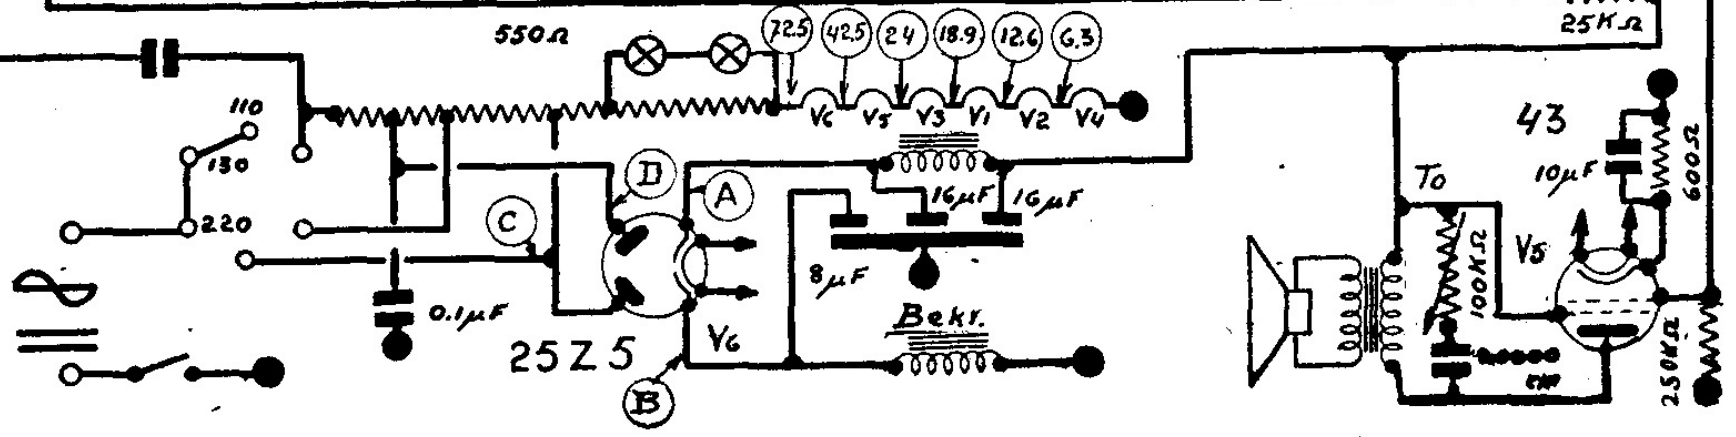 550Ω
72.5 42.5 24 18.9 12.6 6.3
25KΩ
V6 V5 V3 V1 V2 V4
110
130
220
C
D
A
16µF 16µF
8µF
0.1µF
25Z5
V6
B
Bekr.
43
10µF
600Ω
To
100KΩ
V5
250KΩ